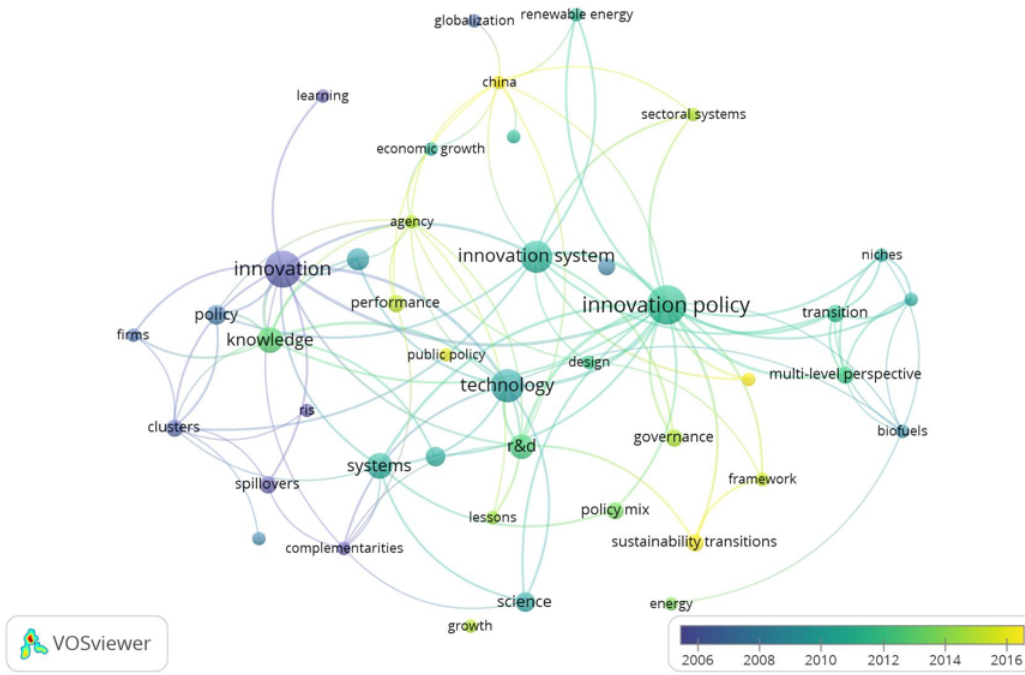 globalization
renewable energy
china
learning
sectoral systems
economic growth
agency
innovation
innovation system
niches
performance
innovation policy
policy
transition
firms
knowledge
public policy
design
multi-level perspective
technology
ris
clusters
governance
biofuels
r&d
systems
spillovers
framework
lessons
policy mix
complementarities
sustainability transitions
science
energy
growth
VOSviewer
2006 2008 2010 2012 2014 2016